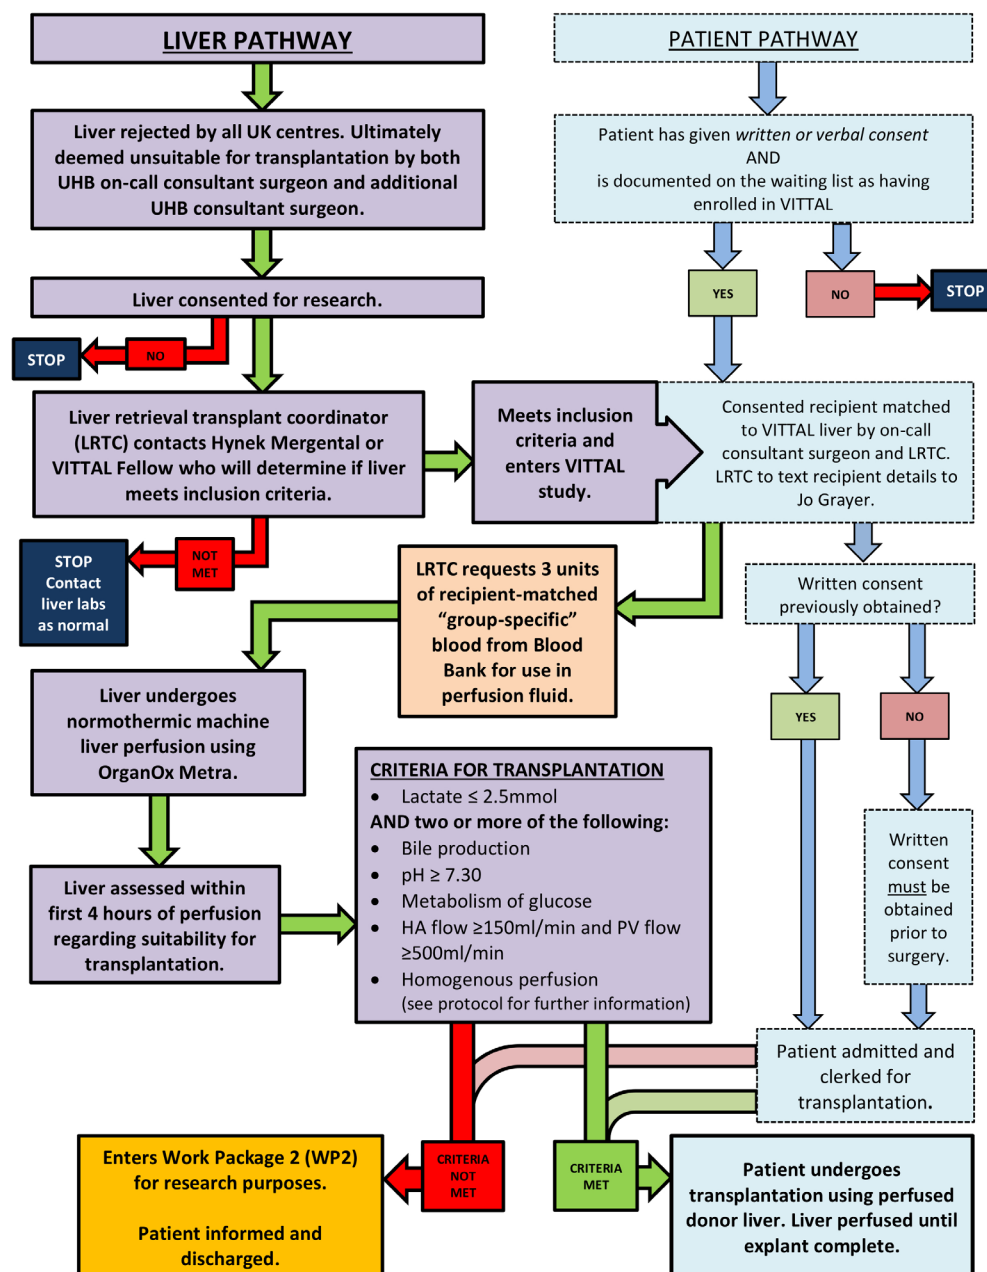 LIVER PATHWAY
Liver rejected by all UK centres. Ultimately
deemed unsuitable for transplantation by both
UHB on-call consultant surgeon and additional
UHB consultant surgeon.
Liver consented for research.
STOP
NO
Liver retrieval transplant coordinator
(LRTC) contacts Hynek Mergental or
VITTAL Fellow who will determine if liver
meets inclusion criteria.
Meets inclusion
criteria and
enters VITTAL
study.
STOP
Contact
liver labs
as normal
NOT
MET
LRTC requests 3 units
of recipient-matched
“group-specific”
blood from Blood
Bank for use in
perfusion fluid.
Liver undergoes
normothermic machine
liver perfusion using
OrganOx Metra.
Liver assessed within
first 4 hours of perfusion
regarding suitability for
transplantation.
CRITERIA FOR TRANSPLANTATION
• Lactate ≤ 2.5mmol
AND two or more of the following:
• Bile production
• pH ≥ 7.30
• Metabolism of glucose
• HA flow ≥150ml/min and PV flow
≥500ml/min
• Homogenous perfusion
(see protocol for further information)
PATIENT PATHWAY
Patient has given written or verbal consent
AND
is documented on the waiting list as having
enrolled in VITTAL
YES
NO
STOP
Consented recipient matched
to VITTAL liver by on-call
consultant surgeon and LRTC.
LRTC to text recipient details to
Jo Grayer.
Written consent
previously obtained?
YES
NO
Written
consent
must be
obtained
prior to
surgery.
Patient admitted and
clerked for
transplantation.
CRITERIA
NOT
MET
CRITERIA
MET
Enters Work Package 2 (WP2)
for research purposes.
Patient informed and
discharged.
Patient undergoes
transplantation using perfused
donor liver. Liver perfused until
explant complete.